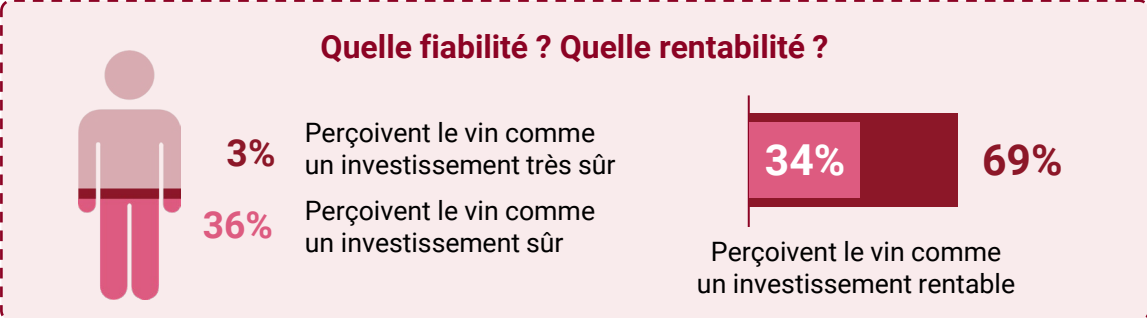 Quelle fiabilité ? Quelle rentabilité ?
3%
Perçoivent le vin comme
un investissement très sûr
36%
Perçoivent le vin comme
un investissement sûr
34%
69%
Perçoivent le vin comme
un investissement rentable